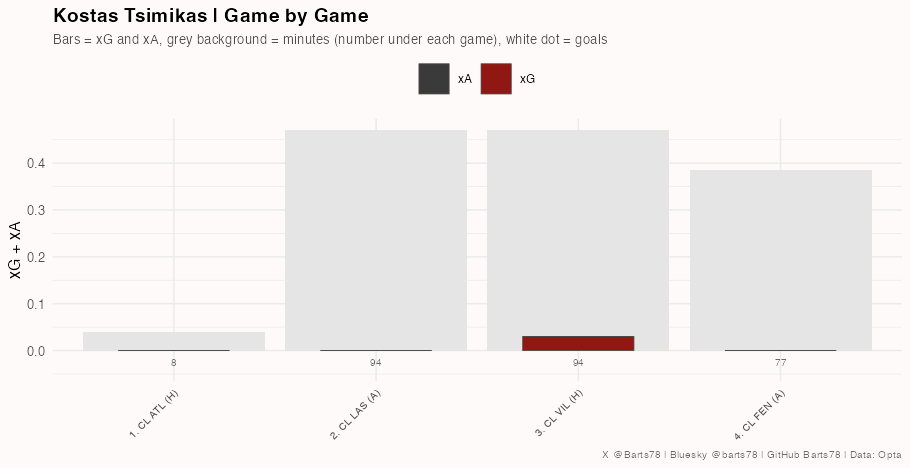 Kostas Tsimikas | Game by Game
Bars = xG and xA, grey background = minutes (number under each game), white dot = goals
xA xG
xG + xA
0.4
0.3
0.2
0.1
0.0
8 94 94 77
1. CL ATL (H) 2. CL LAS (A) 3. CL VIL (H) 4. CL FEN (A)
X @Barts78 | Bluesky @barts78 | GitHub Barts78 | Data: Opta